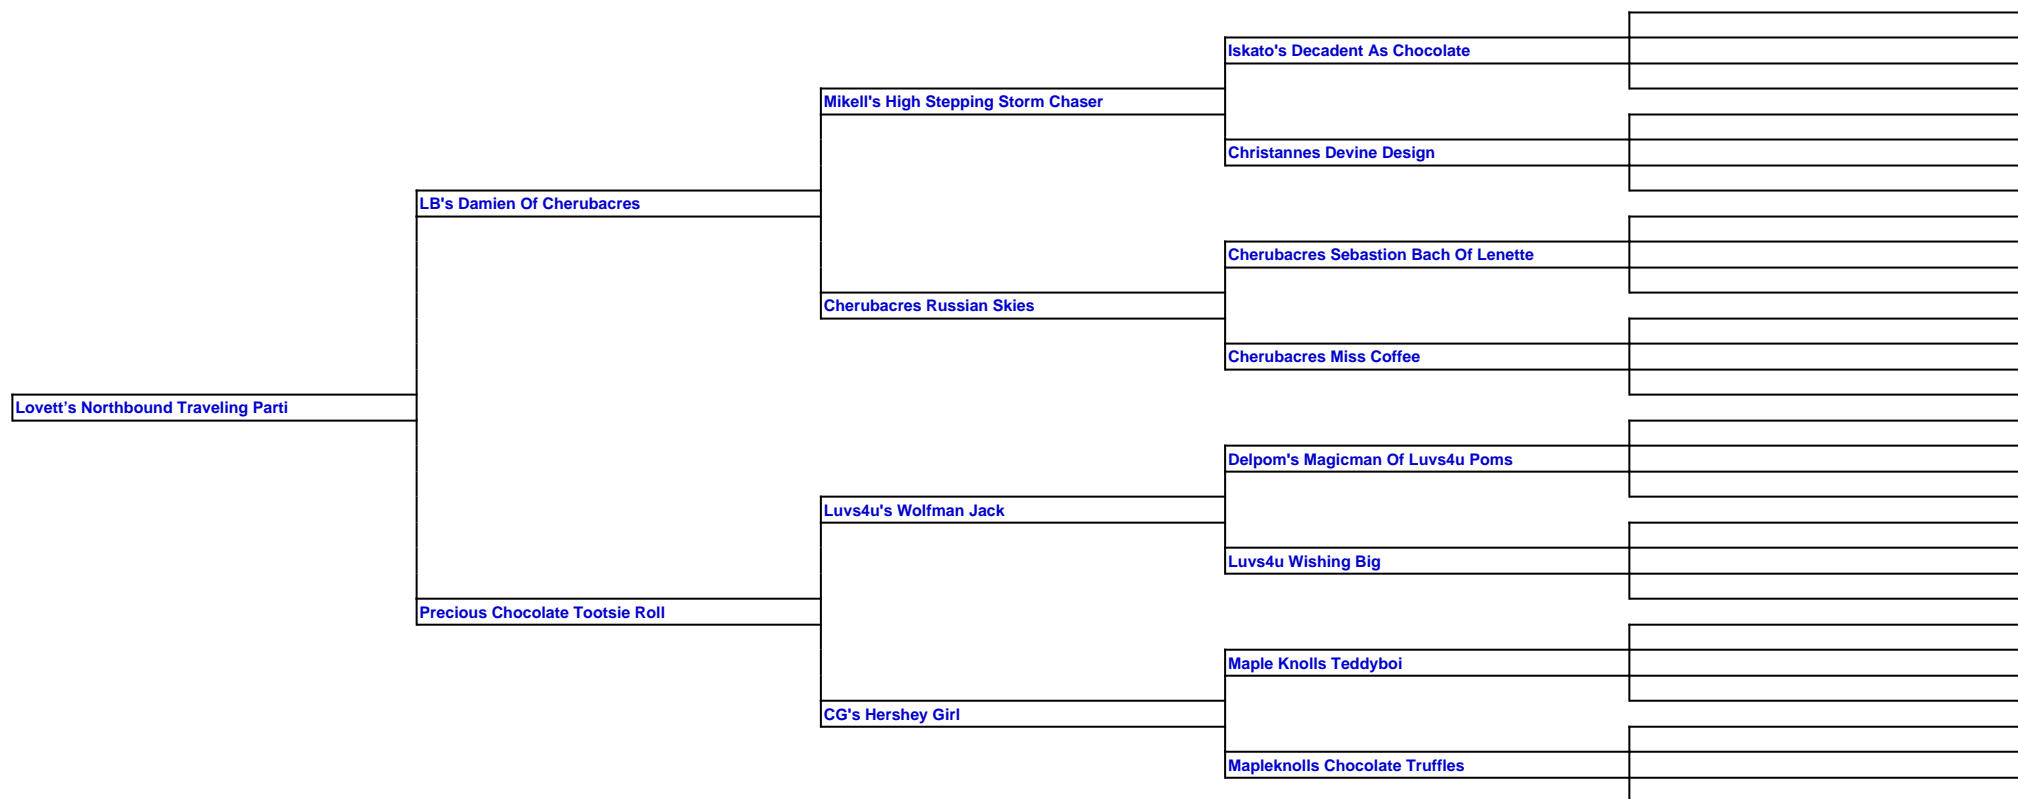 Iskato's Decadent As Chocolate
Mikell's High Stepping Storm Chaser
Christannes Devine Design
LB's Damien Of Cherubacres
Cherubacres Sebastion Bach Of Lenette
Cherubacres Russian Skies
Cherubacres Miss Coffee
Lovett’s Northbound Traveling Parti
Delpom's Magicman Of Luvs4u Poms
Luvs4u's Wolfman Jack
Luvs4u Wishing Big
Precious Chocolate Tootsie Roll
Maple Knolls Teddyboi
CG's Hershey Girl
Mapleknolls Chocolate Truffles